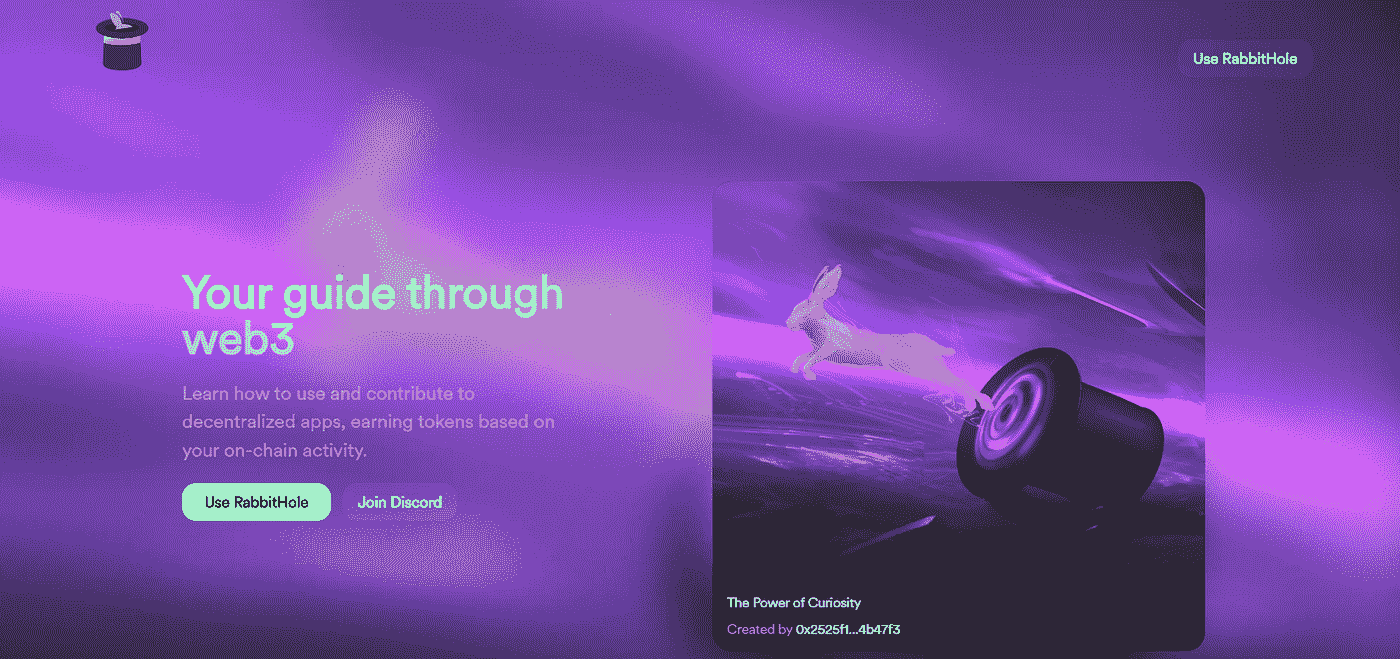 Use RabbitHole
Your guide through
web3
Learn how to use and contribute to
decentralized apps, earning tokens based on
your on-chain activity.
Use RabbitHole
Join Discord
The Power of Curiosity
Created by 0x2525f1...4b47f3